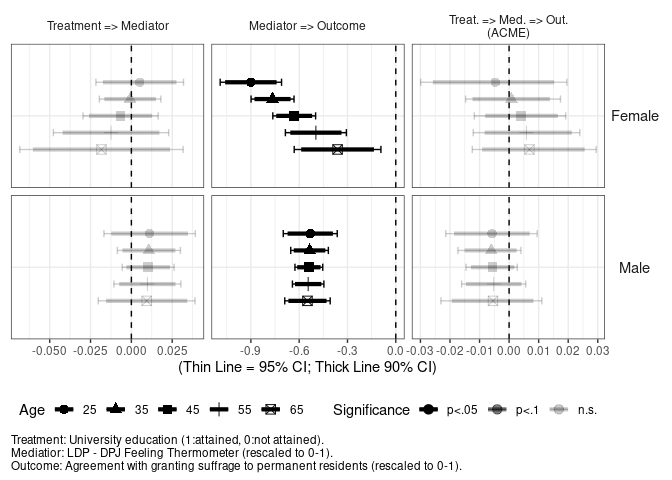 Treatment => Mediator
Mediator => Outcome
Treat. => Med. => Out.
(ACME)
Female
Male
-0.050 -0.025 0.000 0.025
-0.9 -0.6 -0.3 0.0
-0.03 -0.02 -0.01 0.00 0.01 0.02 0.03
(Thin Line = 95% CI; Thick Line 90% CI)
Age 25 35 45 55 65 Significance p<.05 p<.1 n.s.
Treatment: University education (1:attained, 0:not attained).
Mediatior: LDP - DPJ Feeling Thermometer (rescaled to 0-1).
Outcome: Agreement with granting suffrage to permanent residents (rescaled to 0-1).